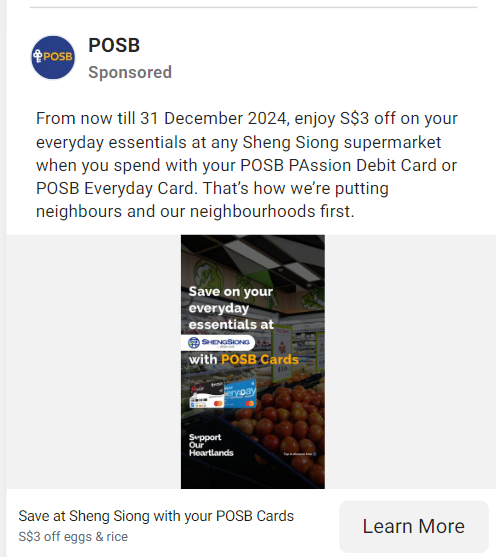 POSB
POSB
Sponsored
From now till 31 December 2024, enjoy S$3 off on your
everyday essentials at any Sheng Siong supermarket
when you spend with your POSB PAssion Debit Card or
POSB Everyday Card. That’s how we’re putting
neighbours and our neighbourhoods first.
Save on your
everyday
essentials at
SHENGSIONG
with POSB Cards
Support
Our
Heartlands
Save at Sheng Siong with your POSB Cards
S$3 off eggs & rice
Learn More